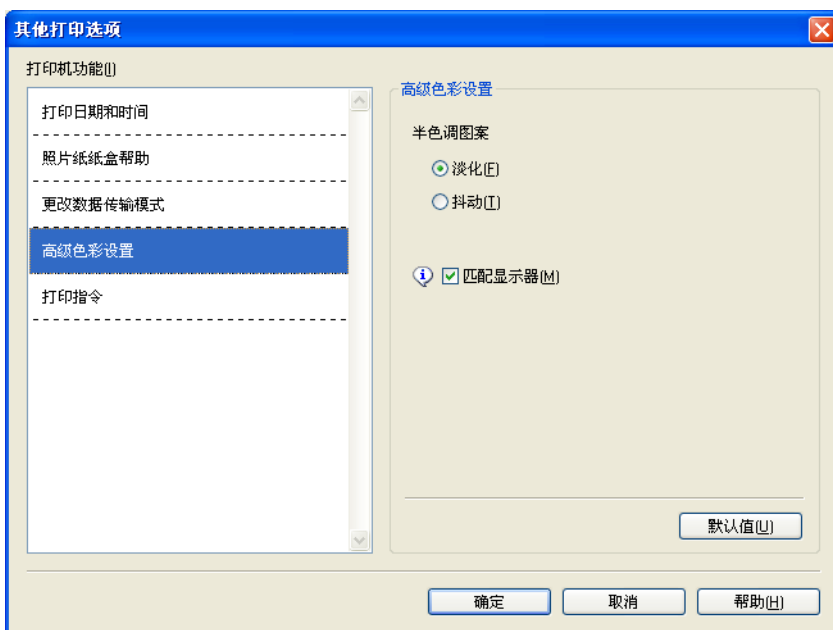 其他打印选项
打印机功能(I)
打印日期和时间
照片纸纸盒帮助
更改数据传输模式
高级色彩设置
打印指令
高级色彩设置
半色调图案
淡化(F)
抖动(T)
匹配显示器(M)
默认值(U)
确定
取消
帮助(H)